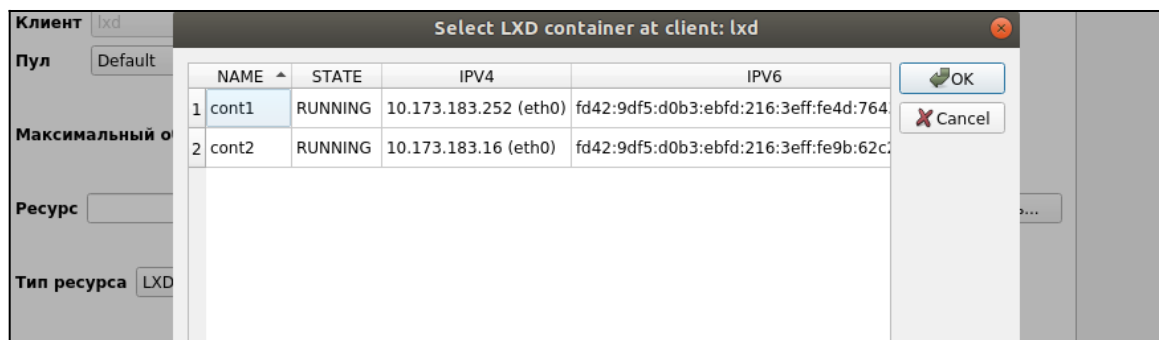 Клиент lxd
Select LXD container at client: lxd
Пул Default
NAME STATE IPV4 IPV6
OK
1 cont1 RUNNING 10.173.183.252 (eth0) fd42:9df5:d0b3:ebfd:216:3eff:fe4d:764
Cancel
Максимальный о
2 cont2 RUNNING 10.173.183.16 (eth0) fd42:9df5:d0b3:ebfd:216:3eff:fe9b:62c
Ресурс
...
Тип ресурса LXD